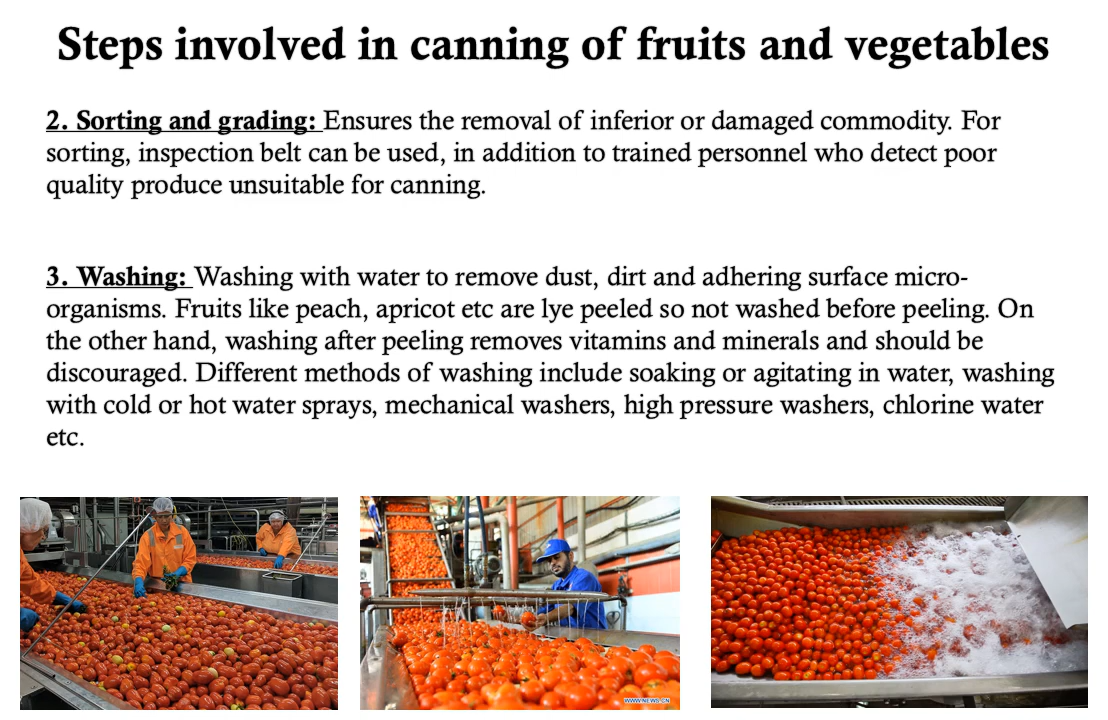 Steps involved in canning of fruits and vegetables
2. Sorting and grading: Ensures the removal of inferior or damaged commodity. For
sorting, inspection belt can be used, in addition to trained personnel who detect poor
quality produce unsuitable for canning.
3. Washing: Washing with water to remove dust, dirt and adhering surface micro-
organisms. Fruits like peach, apricot etc are lye peeled so not washed before peeling. On
the other hand, washing after peeling removes vitamins and minerals and should be
discouraged. Different methods of washing include soaking or agitating in water, washing
with cold or hot water sprays, mechanical washers, high pressure washers, chlorine water
etc.
WWW.NEWS.CN